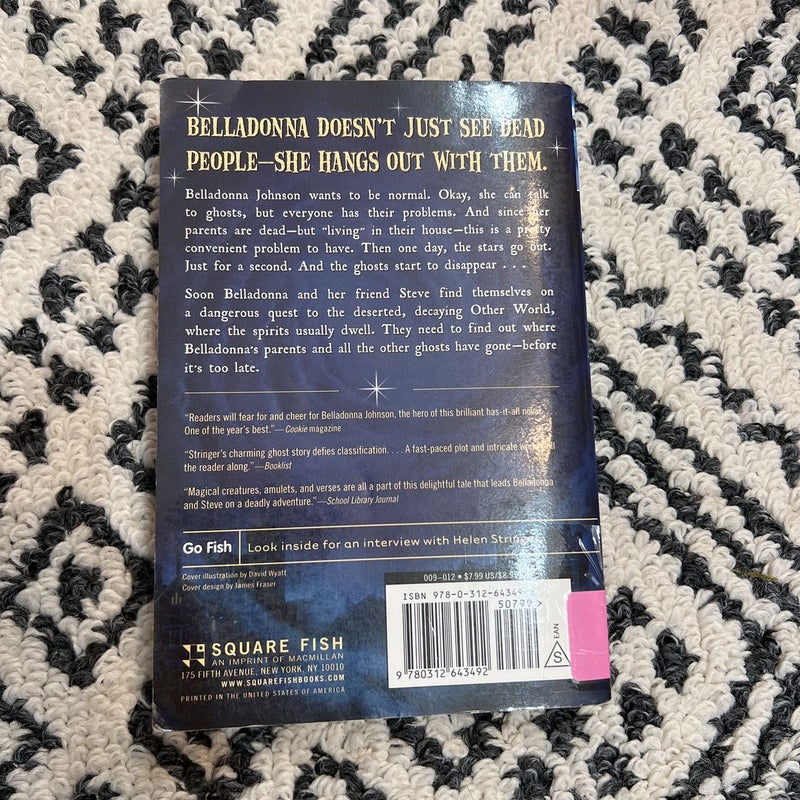 BELLADONNA DOESN'T JUST SEE DEAD
PEOPLE—SHE HANGS OUT WITH THEM.
Belladonna Johnson wants to be normal. Okay, she can talk
to ghosts, but everyone has their problems. And since her
parents are dead—but "living" in their house—this is a pretty
convenient problem to have. Then one day, the stars go out.
Just for a second. And the ghosts start to disappear . . .
Soon Belladonna and her friend Steve find themselves on
a dangerous quest to the deserted, decaying Other World,
where the spirits usually dwell. They need to find out where
Belladonna's parents and all the other ghosts have gone—before
it's too late.
"Readers will fear for and cheer for Belladonna Johnson, the hero of this brilliant has-it-all novel.
One of the year's best."—Cookie magazine
"Stringer's charming ghost story defies classification. . . . A fast-paced plot and intricate
the reader along."—Booklist
"Magical creatures, amulets, and verses are all a part of this delightful tale that leads Belladonna
and Steve on a deadly adventure."—School Library Journal
Go Fish Look inside for an interview with Helen Stringer
Cover illustration by David Wyatt
Cover design by James Fraser
009–012 • $7.99 US/$8.99
ISBN 978-0-312-64349
50799>
9 780312 643492
EAN
S
SQUARE FISH
AN IMPRINT OF MACMILLAN
175 FIFTH AVENUE, NEW YORK, NY 10010
WWW.SQUAREFISHBOOKS.COM
PRINTED IN THE UNITED STATES OF AMERICA